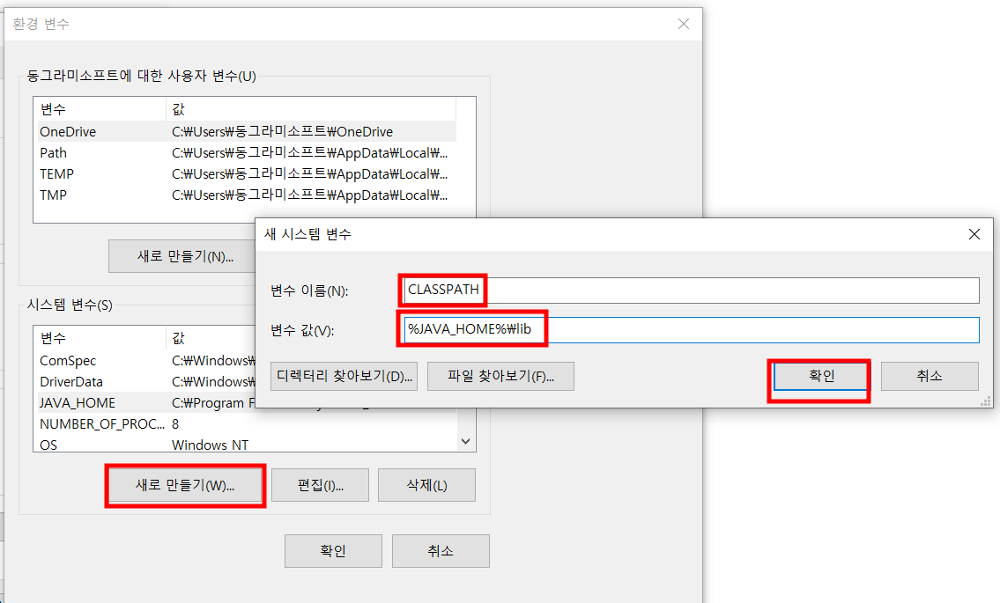 환경 변수
동그라미소프트에 대한 사용자 변수(U)
변수 값
OneDrive C:₩Users₩동그라미소프트₩OneDrive
Path C:₩Users₩동그라미소프트₩AppData₩Local₩...
TEMP C:₩Users₩동그라미소프트₩AppData₩Local₩...
TMP C:₩Users₩동그라미소프트₩AppData₩Local₩...
새로 만들기(N)...
새 시스템 변수
변수 이름(N): CLASSPATH
변수 값(V): %JAVA_HOME%₩lib
디렉터리 찾아보기(D)... 파일 찾아보기(F)... 확인 취소
시스템 변수(S)
변수 값
ComSpec C:₩Windows₩
DriverData C:₩Windows₩
JAVA_HOME C:₩Program F
NUMBER_OF_PROC... 8
OS Windows NT
새로 만들기(W)... 편집(I)... 삭제(L)
확인 취소